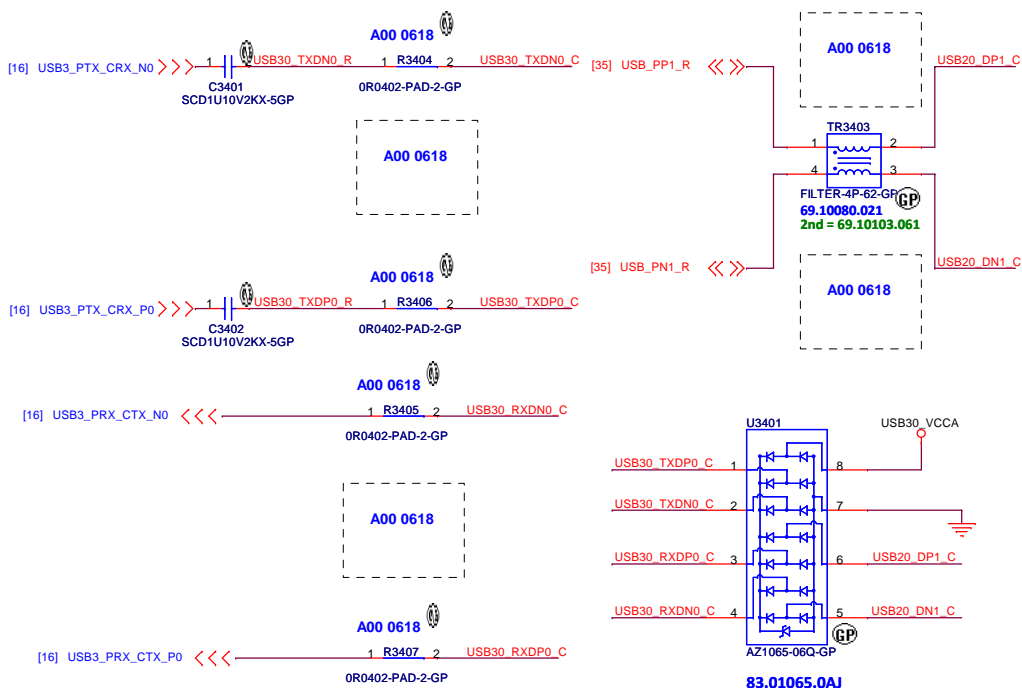 A00 0618
[16] USB3_PTX_CRX_N0
1
USB30_TXDN0_R
1 R3404 2
USB30_TXDN0_C
C3401
SCD1U10V2KX-5GP
0R0402-PAD-2-GP
A00 0618
A00 0618
[16] USB3_PTX_CRX_P0
1
USB30_TXDP0_R
1 R3406 2
USB30_TXDP0_C
C3402
SCD1U10V2KX-5GP
0R0402-PAD-2-GP
A00 0618
[16] USB3_PRX_CTX_N0
1 R3405 2
USB30_RXDN0_C
0R0402-PAD-2-GP
A00 0618
A00 0618
[16] USB3_PRX_CTX_P0
1 R3407 2
USB30_RXDP0_C
0R0402-PAD-2-GP
A00 0618
[35] USB_PP1_R
USB20_DP1_C
TR3403
1 2
4 3
FILTER-4P-62-GP
GP
69.10080.021
2nd = 69.10103.061
[35] USB_PN1_R
USB20_DN1_C
A00 0618
U3401
USB30_VCCA
USB30_TXDP0_C 1 8
USB30_TXDN0_C 2 7
USB30_RXDP0_C 3 6 USB20_DP1_C
USB30_RXDN0_C 4 5 USB20_DN1_C
GP
AZ1065-06Q-GP
83.01065.0AJ